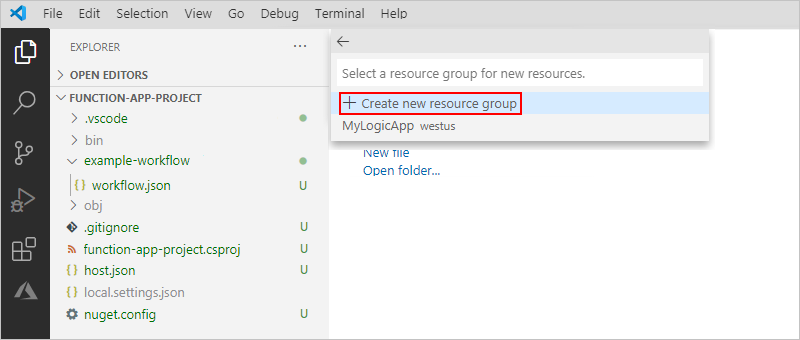 File Edit Selection View Go Debug Terminal Help
EXPLORER ...
OPEN EDITORS
FUNCTION-APP-PROJECT
.vscode
bin
example-workflow
{ } workflow.json U
obj
.gitignore U
function-app-project.csproj U
{ } host.json U
{ } local.settings.json
nuget.config U
Select a resource group for new resources.
+ Create new resource group
MyLogicApp westus
New file
Open folder...